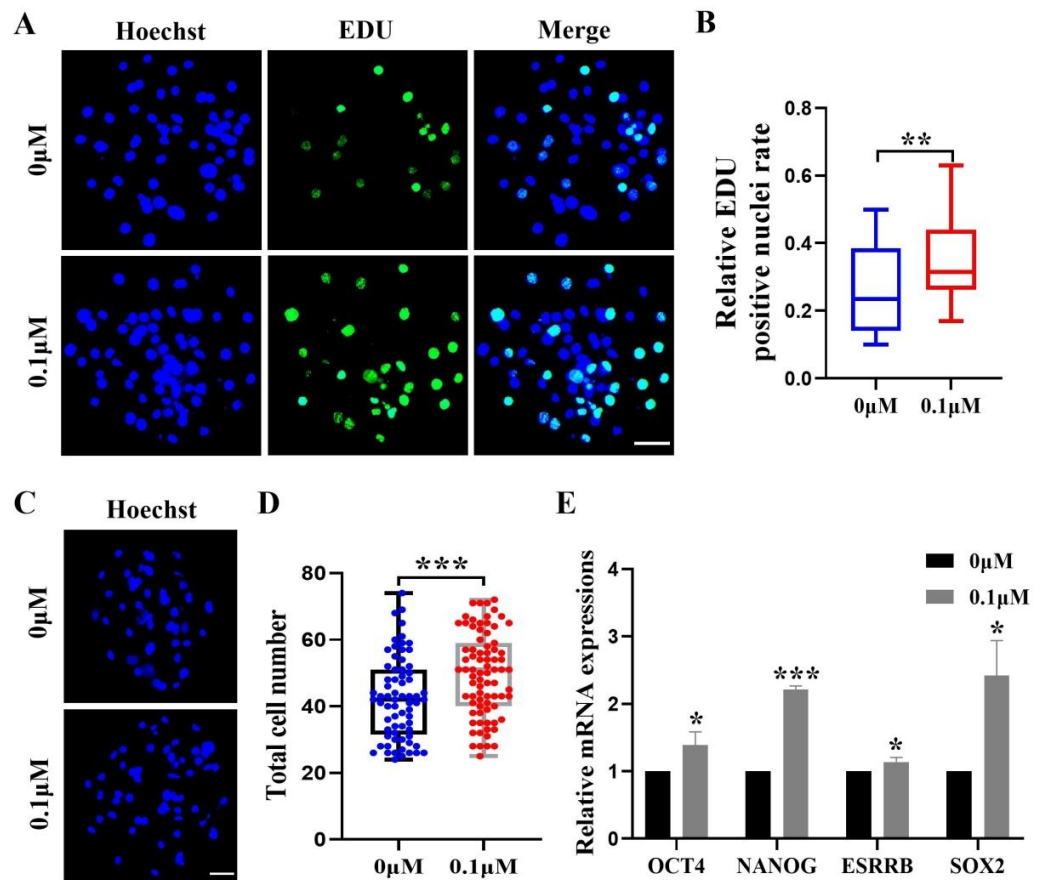 A
Hoechst
EDU
Merge
0μM
0.1μM
B
Relative EDU
positive nuclei rate
0.8
0.6
0.4
0.2
0.0
**
0μM
0.1μM
C
Hoechst
0μM
0.1μM
D
Total cell number
80
60
40
20
0
***
0μM
0.1μM
E
Relative mRNA expressions
4
3
2
1
0
0μM
0.1μM
*
***
*
*
OCT4
NANOG
ESRRB
SOX2